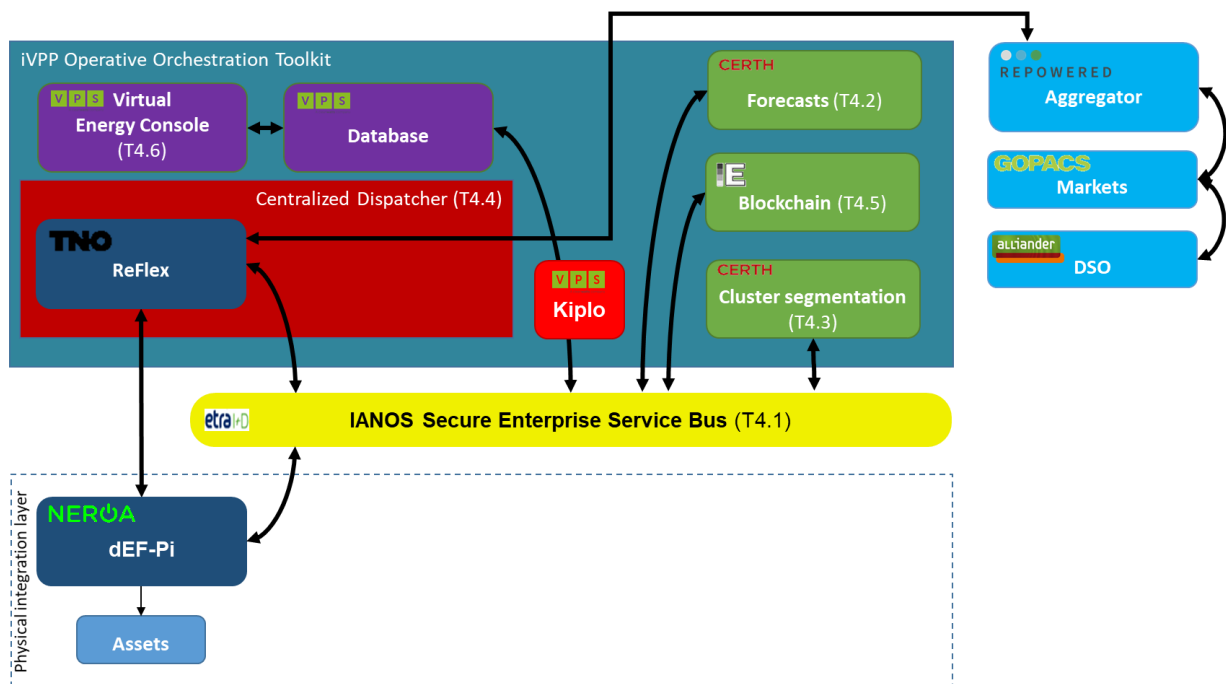 iVPP Operative Orchestration Toolkit
VPS Virtual
Energy Console
(T4.6)
VPS
Database
CERTH
Forecasts (T4.2)
REPOWERED
Aggregator
GOPACS
Markets
alliander
DSO
Centralized Dispatcher (T4.4)
TNO
ReFlex
VPS
Kiplo
IE
Blockchain (T4.5)
CERTH
Cluster segmentation
(T4.3)
etra I+D
IANOS Secure Enterprise Service Bus (T4.1)
Physical integration layer
NEROA
dEF-Pi
Assets